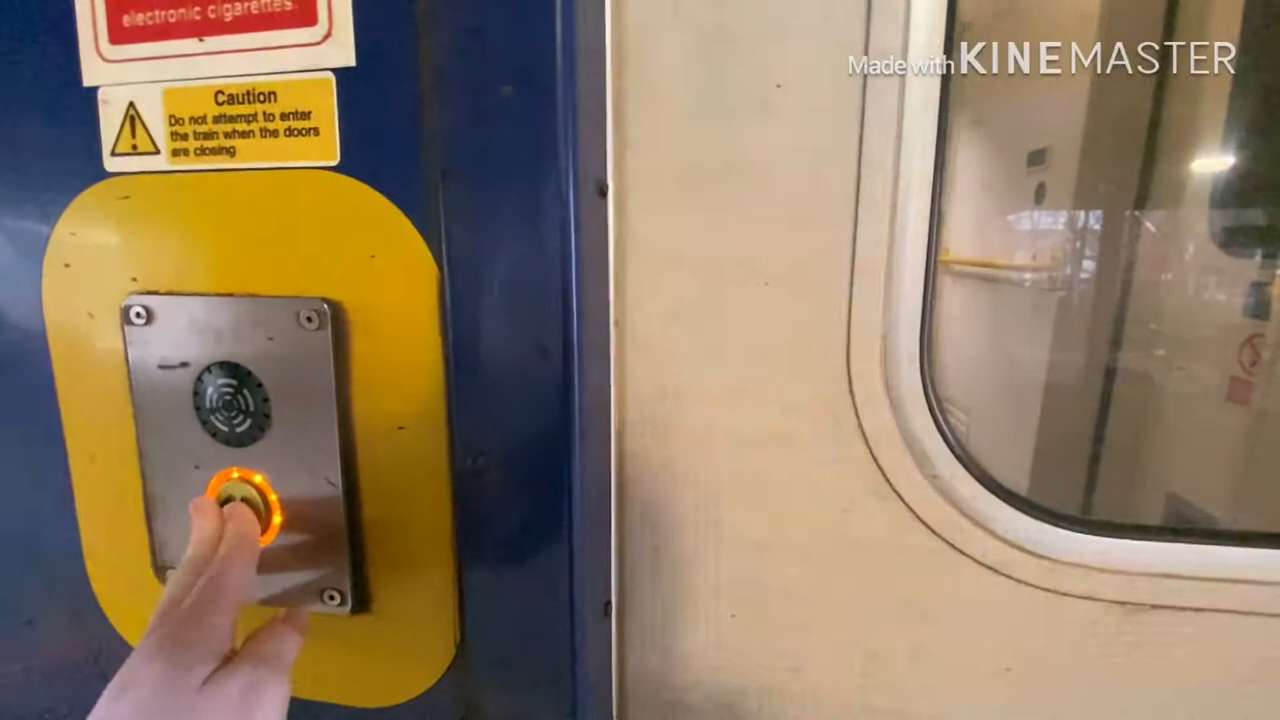 electronic cigarettes.
Made with KINEMASTER
Caution
Do not attempt to enter
the train when the doors
are closing